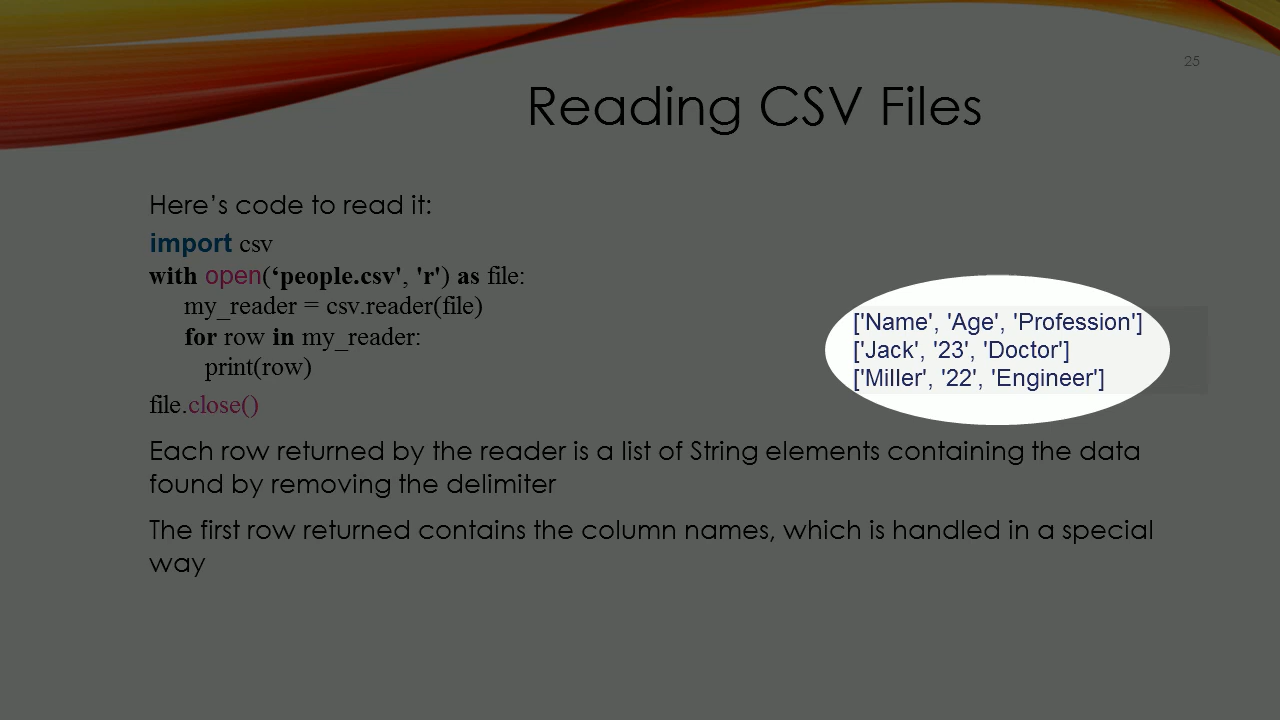 25
Reading CSV Files
Here’s code to read it:
import csv
with open(‘people.csv', 'r') as file:
my_reader = csv.reader(file)
for row in my_reader:
print(row)
file.close()
['Name', 'Age', 'Profession']
['Jack', '23', 'Doctor']
['Miller', '22', 'Engineer']
Each row returned by the reader is a list of String elements containing the data
found by removing the delimiter
The first row returned contains the column names, which is handled in a special
way